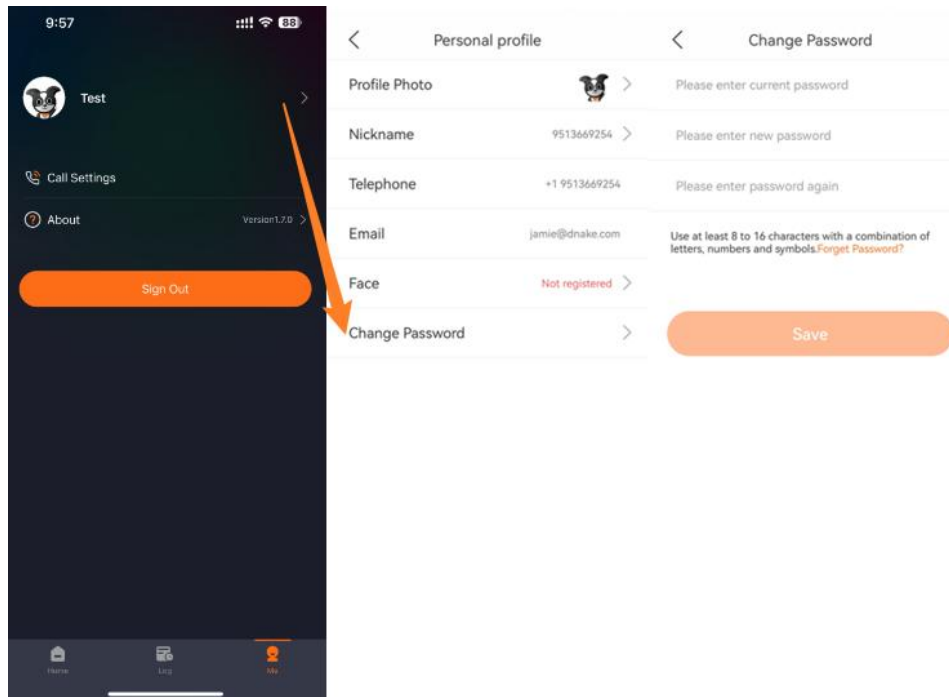 9:57
88
Test
Call Settings
About
Version1.7.0
Sign Out
Home
Log
Me
Personal profile
Profile Photo
Nickname
9513669254
Telephone
+1 9513669254
Email
jamie@dnake.com
Face
Not registered
Change Password
Change Password
Please enter current password
Please enter new password
Please enter password again
Use at least 8 to 16 characters with a combination of
letters, numbers and symbols.Forget Password?
Save